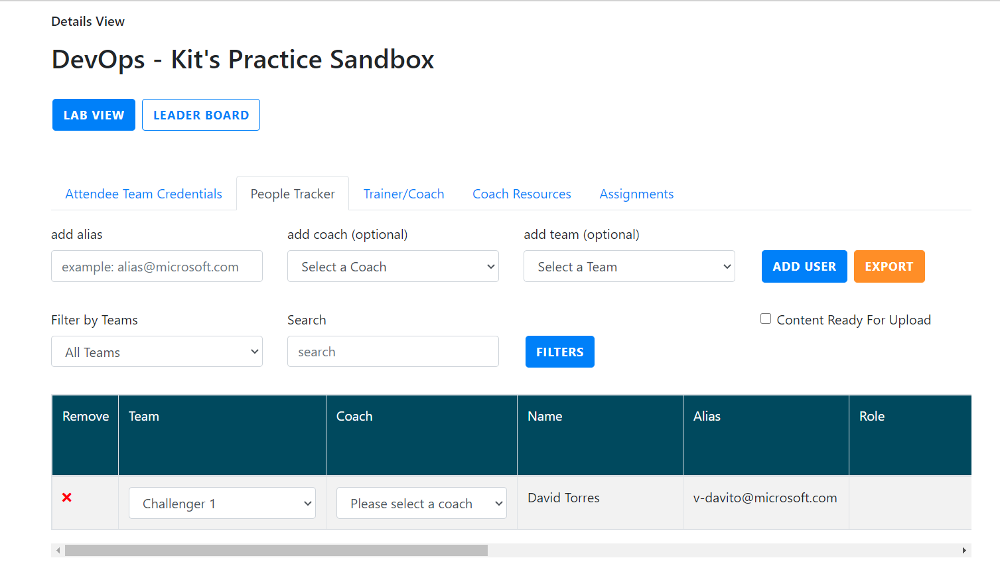 Details View
DevOps - Kit's Practice Sandbox
LAB VIEW LEADER BOARD
Attendee Team Credentials People Tracker Trainer/Coach Coach Resources Assignments
add alias add coach (optional) add team (optional)
example: alias@microsoft.com Select a Coach Select a Team ADD USER EXPORT
Filter by Teams Search Content Ready For Upload
All Teams search FILTERS
Remove Team Coach Name Alias Role
Challenger 1 Please select a coach David Torres v-davito@microsoft.com